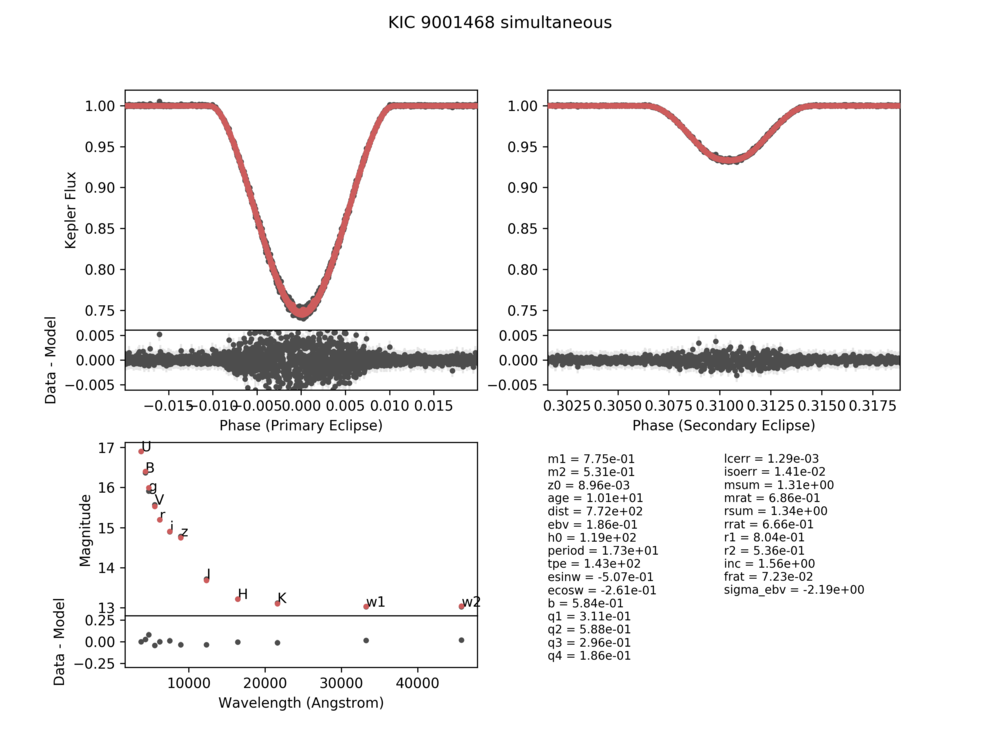 KIC 9001468 simultaneous
1.00
0.95
0.90
0.85
0.80
0.75
Kepler Flux
0.005
0.000
−0.005
Data - Model
−0.015 −0.010 −0.005 0.000 0.005 0.010 0.015
Phase (Primary Eclipse)
1.00
0.95
0.90
0.85
0.80
0.75
0.005
0.000
−0.005
0.3025 0.3050 0.3075 0.3100 0.3125 0.3150 0.3175
Phase (Secondary Eclipse)
17
16
15
14
13
Magnitude
U
B
g
V
r
i
z
J
H
K
w1
w2
0.25
0.00
−0.25
Data - Model
10000 20000 30000 40000
Wavelength (Angstrom)
m1 = 7.75e-01
m2 = 5.31e-01
z0 = 8.96e-03
age = 1.01e+01
dist = 7.72e+02
ebv = 1.86e-01
h0 = 1.19e+02
period = 1.73e+01
tpe = 1.43e+02
esinw = -5.07e-01
ecosw = -2.61e-01
b = 5.84e-01
q1 = 3.11e-01
q2 = 5.88e-01
q3 = 2.96e-01
q4 = 1.86e-01
lcerr = 1.29e-03
isoerr = 1.41e-02
msum = 1.31e+00
mrat = 6.86e-01
rsum = 1.34e+00
rrat = 6.66e-01
r1 = 8.04e-01
r2 = 5.36e-01
inc = 1.56e+00
frat = 7.23e-02
sigma_ebv = -2.19e+00